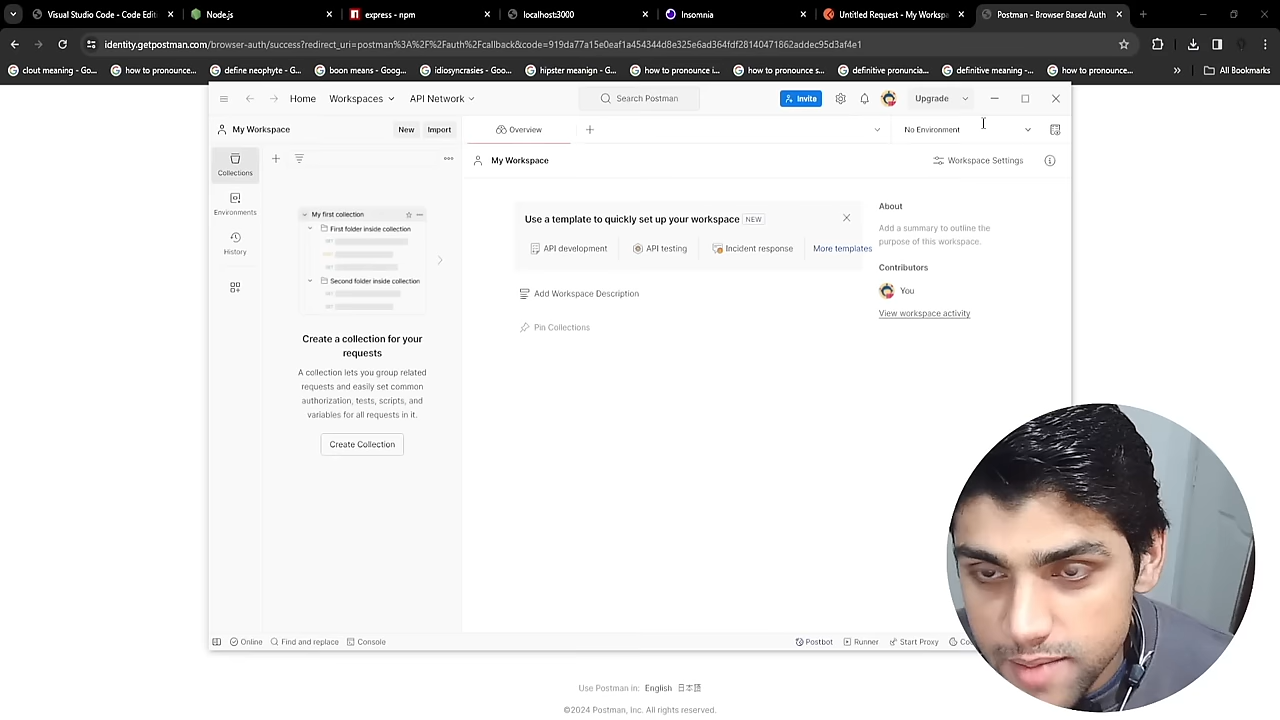 Visual Studio Code - Code Edit
Node.js
express - npm
localhost:3000
Insomnia
Untitled Request - My Workspa
Postman - Browser Based Auth
identity.getpostman.com/browser-auth/success?redirect_uri=postman%3A%2F%2Fauth%2Fcallback&code=919da77a15e0eaf1a454344d8e325e6ad364fdf28140471862addec95d3af4e1
clout meaning - Goo...
how to pronounce...
define neophyte - G...
boon means - Goog...
idiosyncrasies - Goo...
hipster meanign - G...
how to pronounce i...
how to pronounce s...
definitive pronuncia...
definitive meaning -...
how to pronounce...
All Bookmarks
Home
Workspaces
API Network
Search Postman
Invite
Upgrade
My Workspace
New
Import
Overview
No Environment
Collections
My Workspace
Workspace Settings
Environments
History
My first collection
First folder inside collection
Second folder inside collection
Create a collection for your
requests
A collection lets you group related
requests and easily set common
authorization, tests, scripts, and
variables for all requests in it.
Create Collection
Use a template to quickly set up your workspace
NEW
API development
API testing
Incident response
More templates
Add Workspace Description
Pin Collections
About
Add a summary to outline the
purpose of this workspace.
Contributors
You
View workspace activity
Online
Find and replace
Console
Postbot
Runner
Start Proxy
Use Postman in:
English
日本語
©2024 Postman, Inc. All rights reserved.